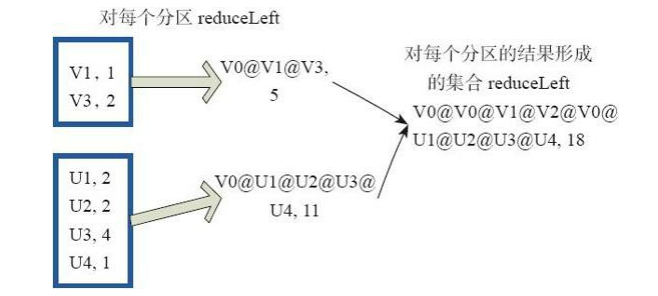 对每个分区 reduceLeft
V1, 1
V3, 2
V0@V1@V3,
5
U1, 2
U2, 2
U3, 4
U4, 1
V0@U1@U2@U3@
U4, 11
对每个分区的结果形成
的集合 reduceLeft
V0@V0@V1@V2@V0@
U1@U2@U3@U4, 18